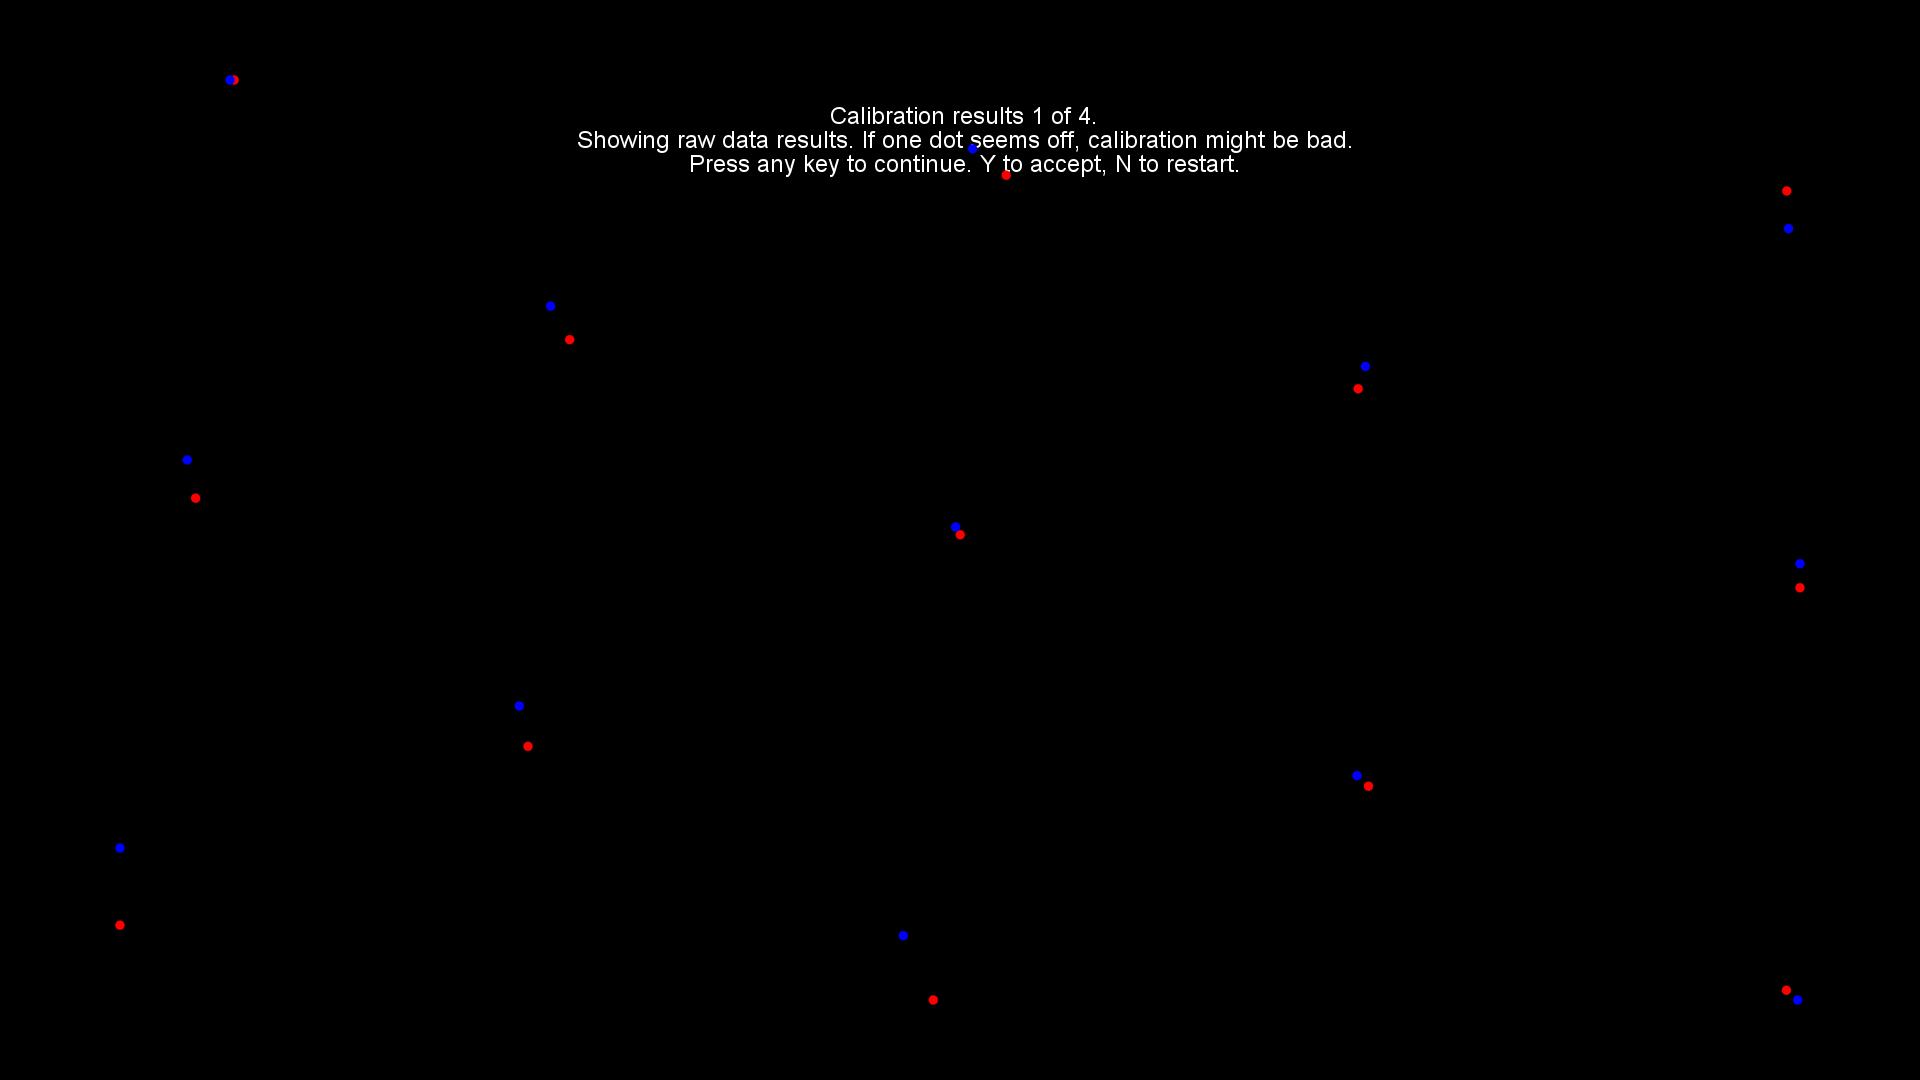 Calibration results 1 of 4.
Showing raw data results. If one dot seems off, calibration might be bad.
Press any key to continue. Y to accept, N to restart.